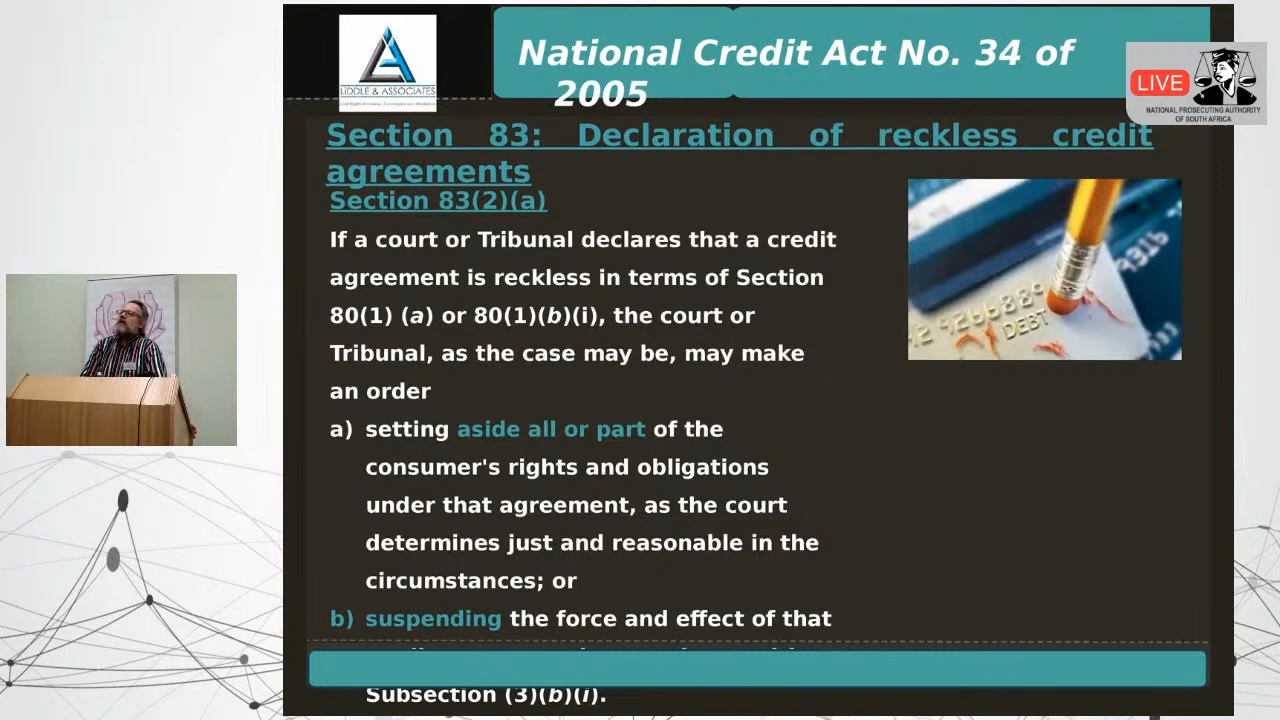 National Credit Act No. 34 of
2005
LIDDLE & ASSOCIATES
LIVE
NATIONAL PROSECUTING AUTHORITY
OF SOUTH AFRICA
Section 83: Declaration of reckless credit
agreements
Section 83(2)(a)
If a court or Tribunal declares that a credit
agreement is reckless in terms of Section
80(1) (a) or 80(1)(b)(i), the court or
Tribunal, as the case may be, may make
an order
a) setting aside all or part of the
consumer's rights and obligations
under that agreement, as the court
determines just and reasonable in the
circumstances; or
b) suspending the force and effect of that
Subsection (3)(b)(i).
DEBT